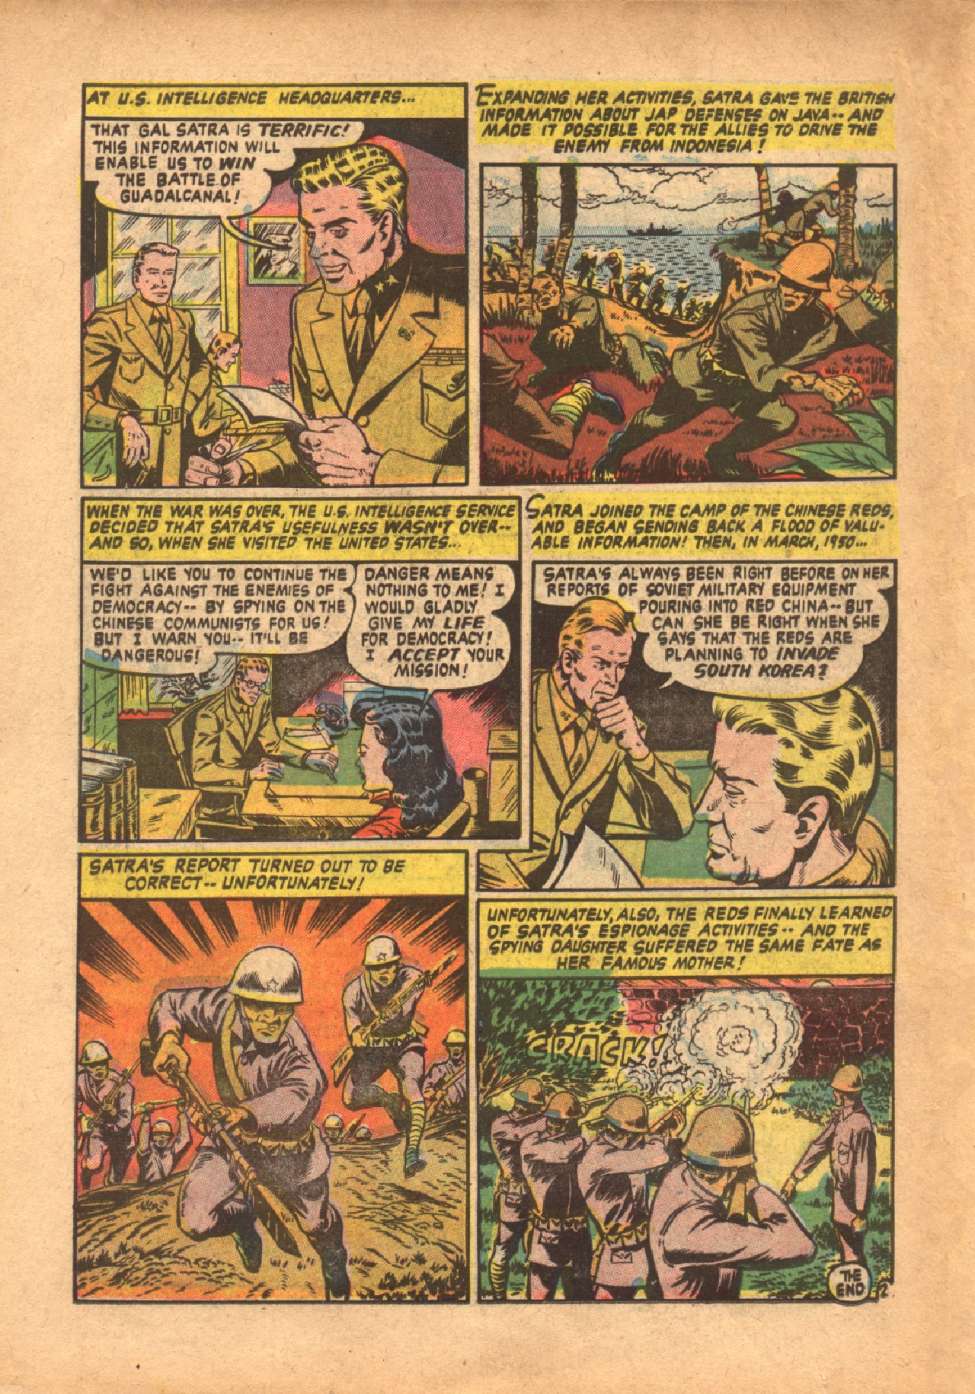 AT U.S. INTELLIGENCE HEADQUARTERS...
THAT GAL SATRA IS TERRIFIC!
THIS INFORMATION WILL
ENABLE US TO WIN
THE BATTLE OF
GUADALCANAL!
EXPANDING HER ACTIVITIES, SATRA GAVE THE BRITISH
INFORMATION ABOUT JAP DEFENSES ON JAVA-- AND
MADE IT POSSIBLE FOR THE ALLIES TO DRIVE THE
ENEMY FROM INDONESIA!
WHEN THE WAR WAS OVER, THE U.S. INTELLIGENCE SERVICE
DECIDED THAT SATRA'S USEFULNESS WASN'T OVER--
AND SO, WHEN SHE VISITED THE UNITED STATES...
WE'D LIKE YOU TO CONTINUE THE
FIGHT AGAINST THE ENEMIES OF
DEMOCRACY-- BY SPYING ON THE
CHINESE COMMUNISTS FOR US!
BUT I WARN YOU-- IT'LL BE
DANGEROUS!
DANGER MEANS
NOTHING TO ME! I
WOULD GLADLY
GIVE MY LIFE
FOR DEMOCRACY!
I ACCEPT YOUR
MISSION!
SATRA JOINED THE CAMP OF THE CHINESE REDS,
AND BEGAN SENDING BACK A FLOOD OF VALU-
ABLE INFORMATION! THEN, IN MARCH, 1950...
SATRA'S ALWAYS BEEN RIGHT BEFORE ON HER
REPORTS OF SOVIET MILITARY EQUIPMENT
POURING INTO RED CHINA-- BUT
CAN SHE BE RIGHT WHEN SHE
SAYS THAT THE REDS ARE
PLANNING TO INVADE
SOUTH KOREA?
SATRA'S REPORT TURNED OUT TO BE
CORRECT-- UNFORTUNATELY!
UNFORTUNATELY, ALSO, THE REDS FINALLY LEARNED
OF SATRA'S ESPIONAGE ACTIVITIES-- AND THE
SPYING DAUGHTER SUFFERED THE SAME FATE AS
HER FAMOUS MOTHER!
CRACK!
THE
END
2